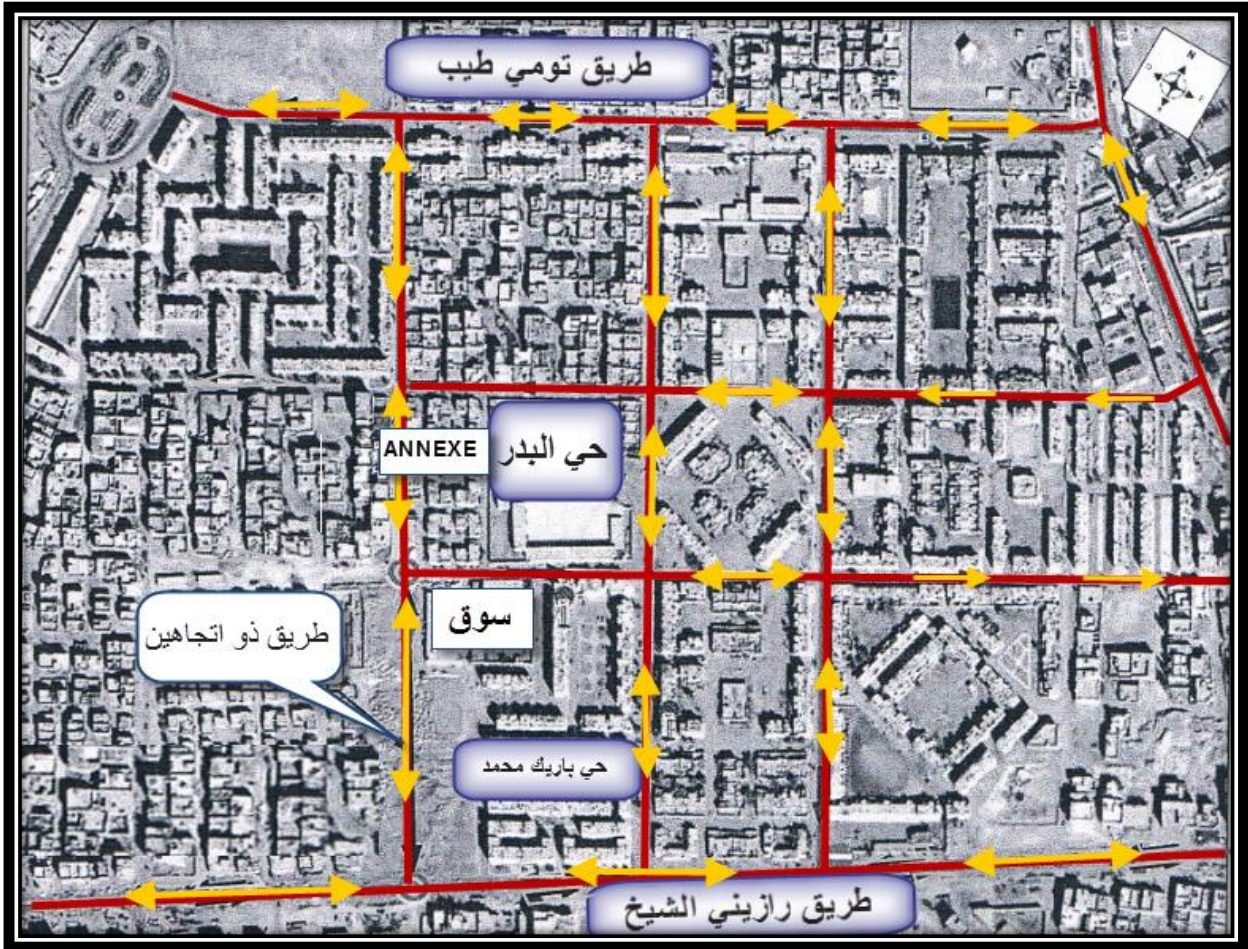 طريق تومي طيب
N
ANNEXE
حي البدر
سوق
طريق ذو اتجاهين
حي باريك محمد
طريق رازيني الشيخ